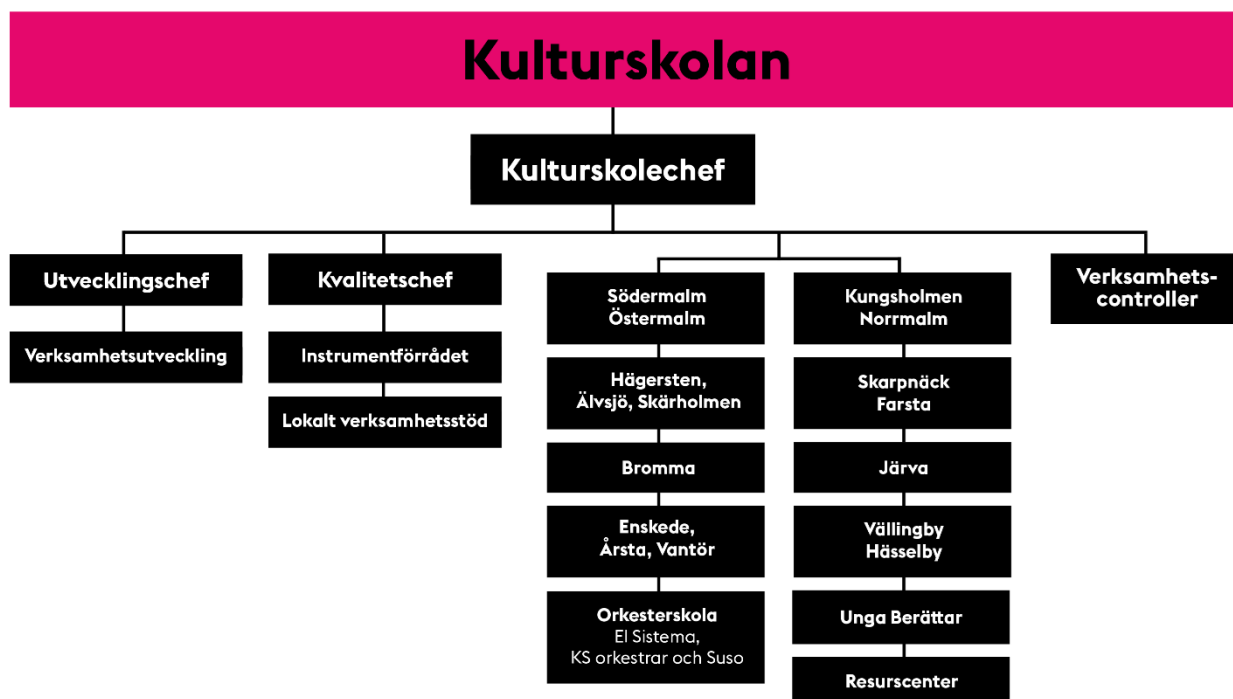 Kulturskolan
Kulturskolechef
Utvecklingschef
Verksamhetsutveckling
Kvalitetschef
Instrumentförrådet
Lokalt verksamhetsstöd
Södermalm
Östermalm
Hägersten,
Älvsjö, Skärholmen
Bromma
Enskede,
Årsta, Vantör
Orkesterskola
El Sistema,
KS orkestrar och Suso
Kungsholmen
Norrmalm
Skarpnäck
Farsta
Järva
Vällingby
Hässelby
Unga Berättar
Resurscenter
Verksamhets-
controller